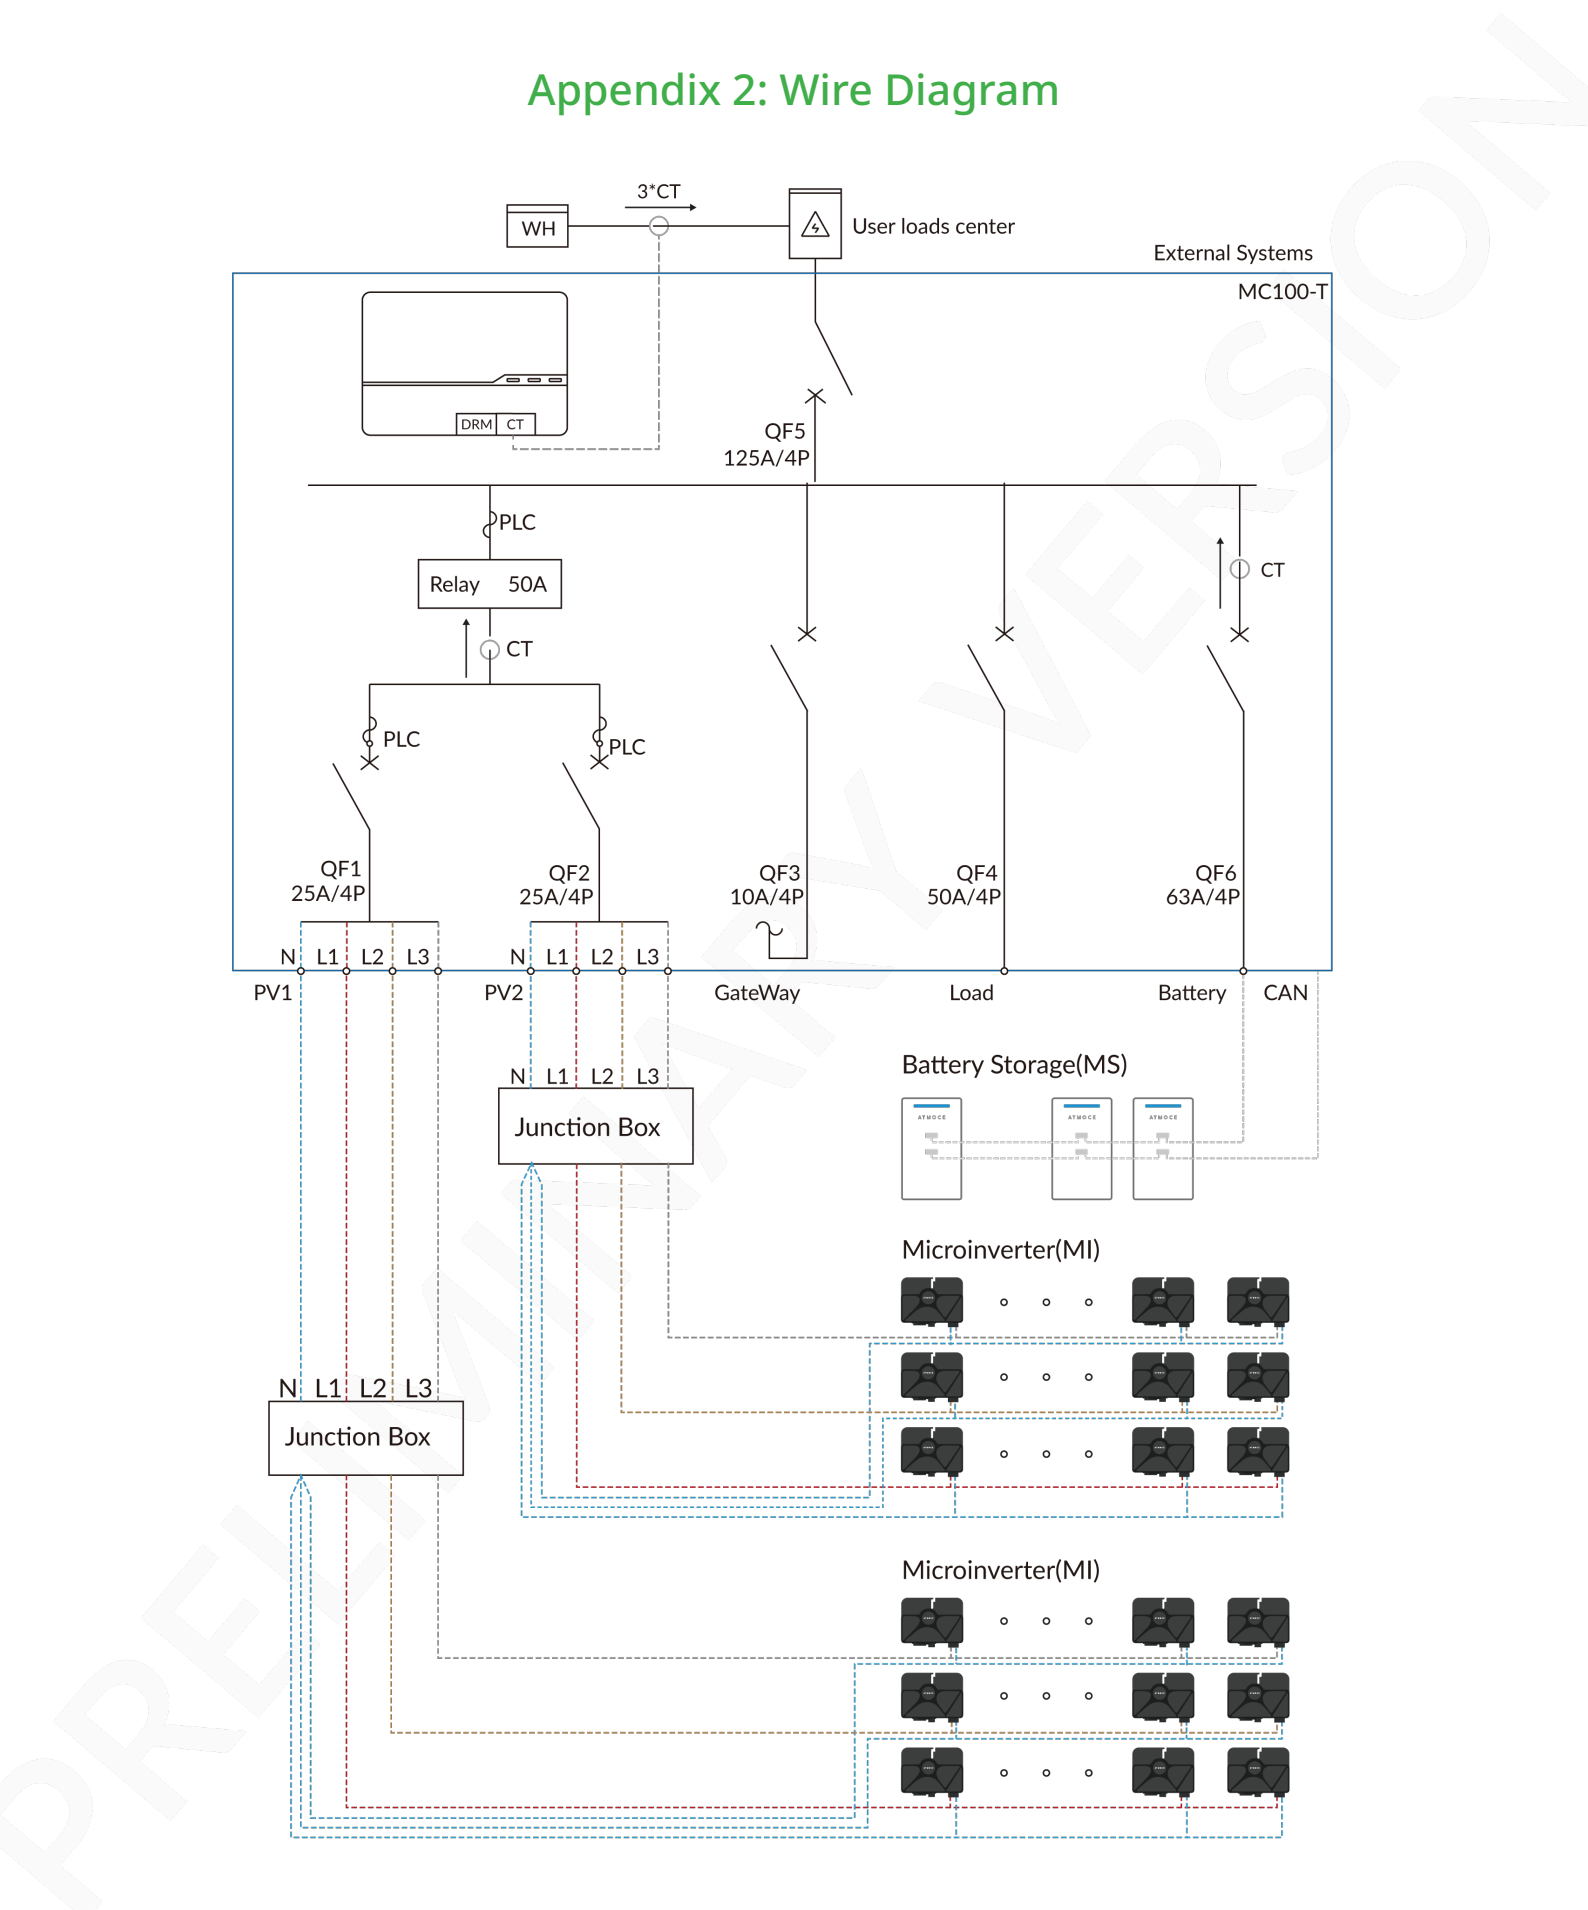 Appendix 2: Wire Diagram
3*CT
WH
User loads center
External Systems
MC100-T
DRM CT
QF5
125A/4P
PLC
Relay 50A
CT
CT
PLC
PLC
QF1
25A/4P
QF2
25A/4P
QF3
10A/4P
QF4
50A/4P
QF6
63A/4P
N L1 L2 L3
N L1 L2 L3
PV1
PV2
GateWay
Load
Battery
CAN
Battery Storage(MS)
N L1 L2 L3
Junction Box
ATMOCE
ATMOCE
ATMOCE
Microinverter(MI)
N L1 L2 L3
Junction Box
Microinverter(MI)
PRELIMINARY VERSION